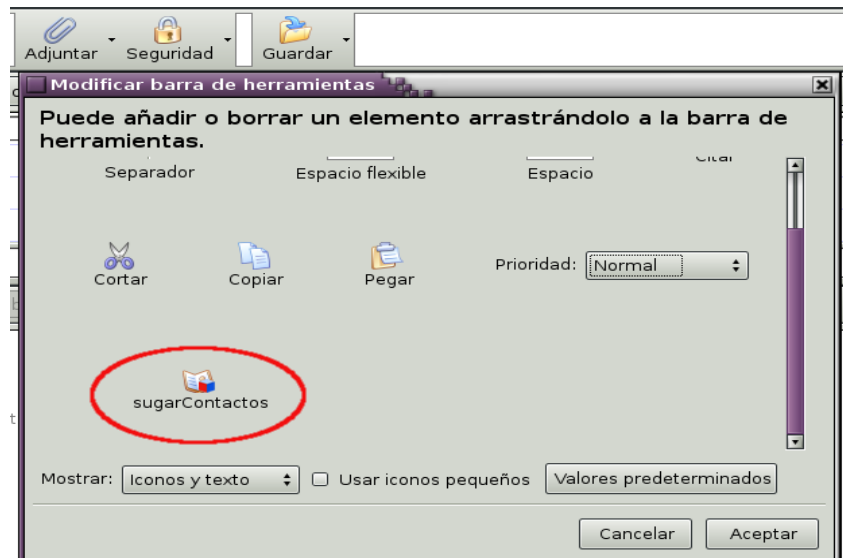 Adjuntar Seguridad Guardar
Modificar barra de herramientas
Puede añadir o borrar un elemento arrastrándolo a la barra de
herramientas.
Separador Espacio flexible Espacio Citar
Cortar Copiar Pegar Prioridad: Normal
sugarContactos
Mostrar: Iconos y texto Usar iconos pequeños Valores predeterminados
Cancelar Aceptar